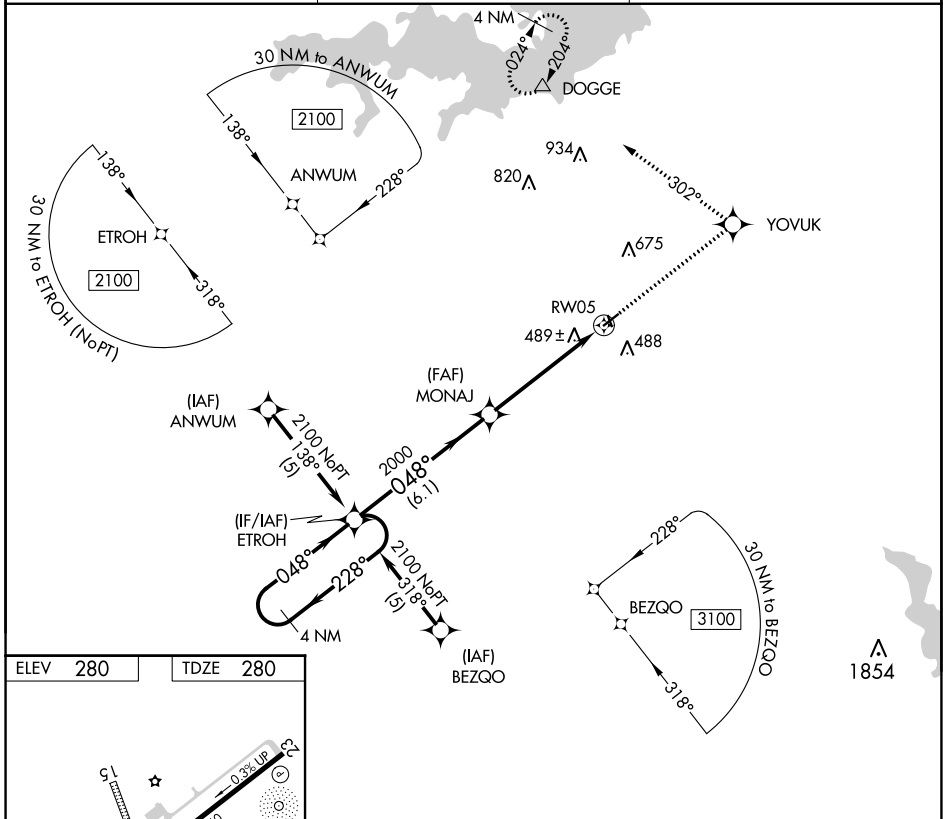 4 NM
024°
204°
DOGGE
30 NM to ANWUM
2100
138°
ANWUM
228°
934
820
302°
YOVUK
138°
ETROH
2100
318°
30 NM to ETROH (NoPT)
675
RW05
489±
488
(FAF)
MONAJ
(IAF)
ANWUM
2100 NoPT
138°
(5)
2000
048°
(6.1)
(IF/IAF)
ETROH
048°
228°
2100 NoPT
318°
(5)
4 NM
(IAF)
BEZQO
228°
BEZQO
3100
30 NM to BEZQO
318°
1854
ELEV 280
TDZE 280
15
0.3% UP
23
P